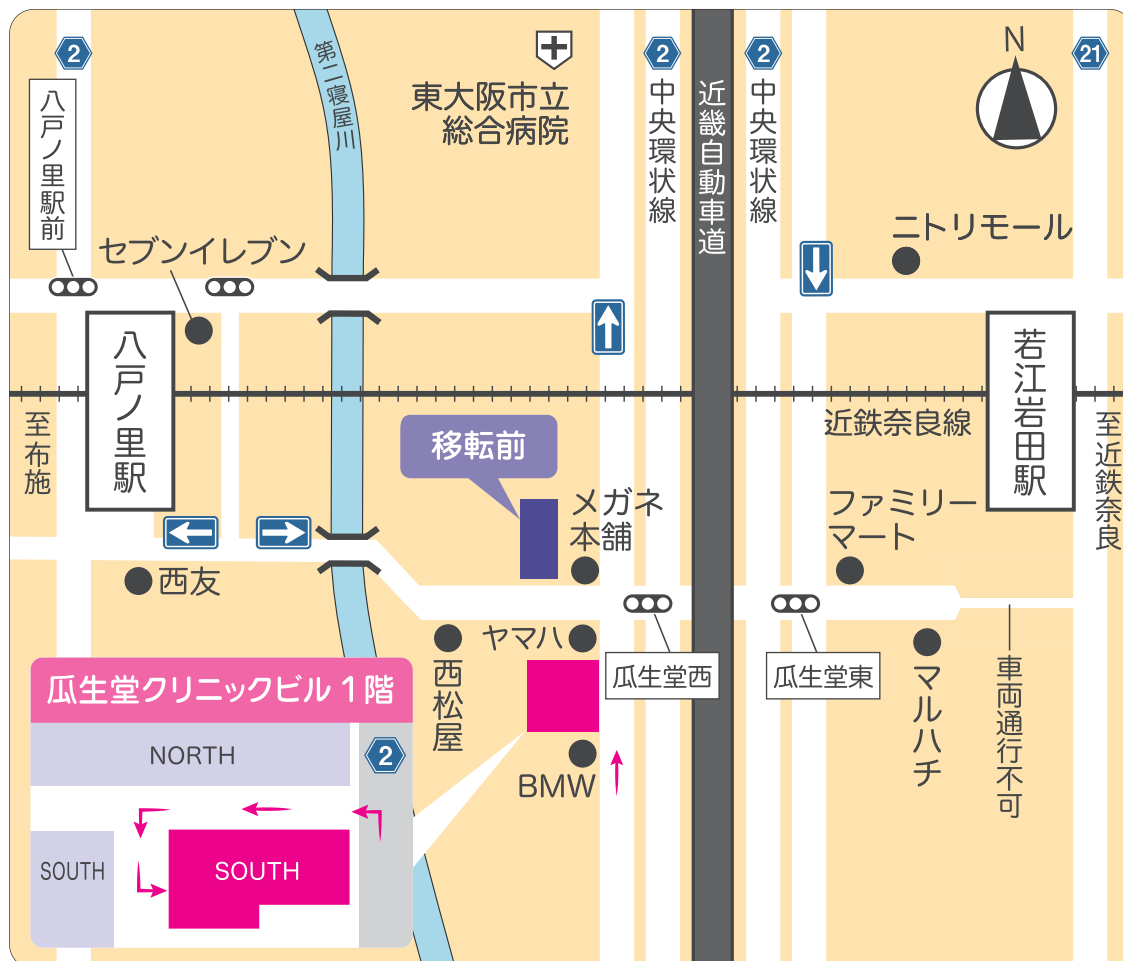 2
2
2
21
N
八戸ノ里駅前
第二寝屋川
東大阪市立
総合病院
中央環状線
近畿自動車道
中央環状線
ニトリモール
セブンイレブン
八戸ノ里駅
若江岩田駅
至布施
近鉄奈良線
至近鉄奈良
移転前
メガネ
本舗
ファミリー
マート
西友
ヤマハ
西松屋
瓜生堂西
瓜生堂東
マルハチ
車両通行不可
BMW
瓜生堂クリニックビル 1 階
NORTH
2
SOUTH
SOUTH